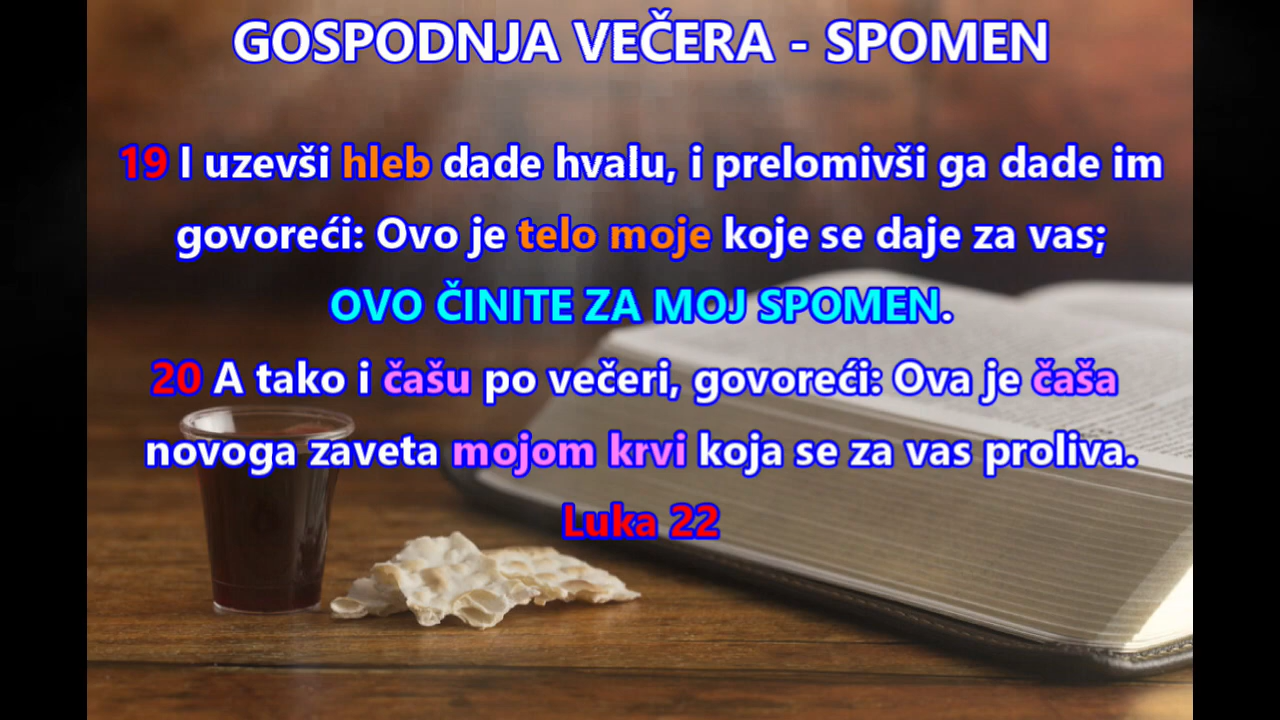 GOSPODNJA VEČERA - SPOMEN
19 I uzevši hleb dade hvalu, i prelomivši ga dade im
govoreći: Ovo je telo moje koje se daje za vas;
OVO ČINITE ZA MOJ SPOMEN.
20 A tako i čašu po večeri, govoreći: Ova je čaša
novoga zaveta mojom krvi koja se za vas proliva.
Luka 22